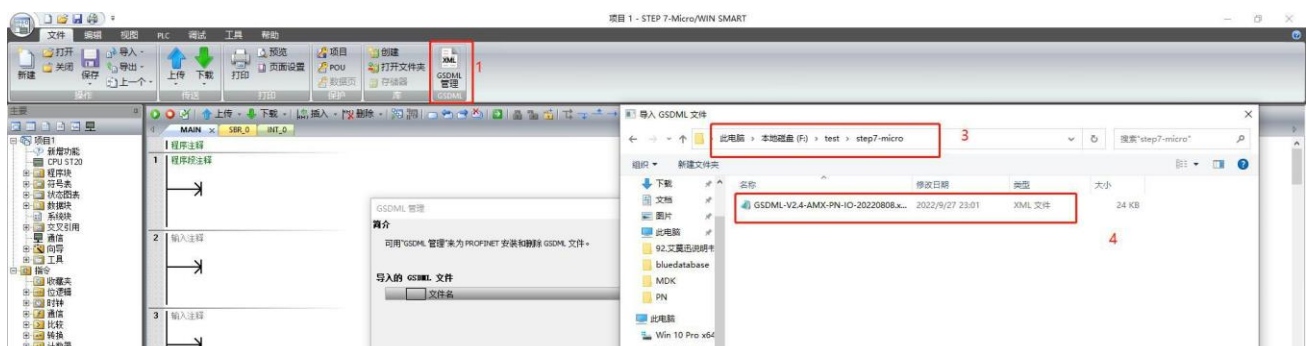 项目 1 - STEP 7-Micro/WIN SMART
文件 编辑 视图 PLC 调试 工具 帮助
新建 打开 关闭 保存 导入 导出 上一个
上传 下载 打印 预览 页面设置
项目 POU 数据页 创建 打开文件夹 存储器
XML GSDML 管理 1
操作 传送 打印 保护 库 GSDML
主要
上传 下载 插入 删除
MAIN SBR_0 INT_0
项目1
新增功能
CPU ST20
程序块
符号表
状态图表
数据块
系统块
交叉引用
通信
向导
工具
指令
收藏夹
位逻辑
时钟
通信
比较
转换
程序注释
1 程序段注释
2 输入注释
3 输入注释
GSDML 管理
简介
可用"GSDML 管理"来为 PROFINET 安装和删除 GSDML 文件。
导入的 GSDML 文件
文件名
导入 GSDML 文件
此电脑 › 本地磁盘 (F:) › test › step7-micro 3
搜索"step7-micro"
组织 新建文件夹
名称 修改日期 类型 大小
GSDML-V2.4-AMX-PN-IO-20220808.x... 2022/9/27 23:01 XML 文件 24 KB
4
下载
文档
图片
此电脑
92.艾莫迅说明书
bluedatabase
MDK
PN
此电脑
Win 10 Pro x64